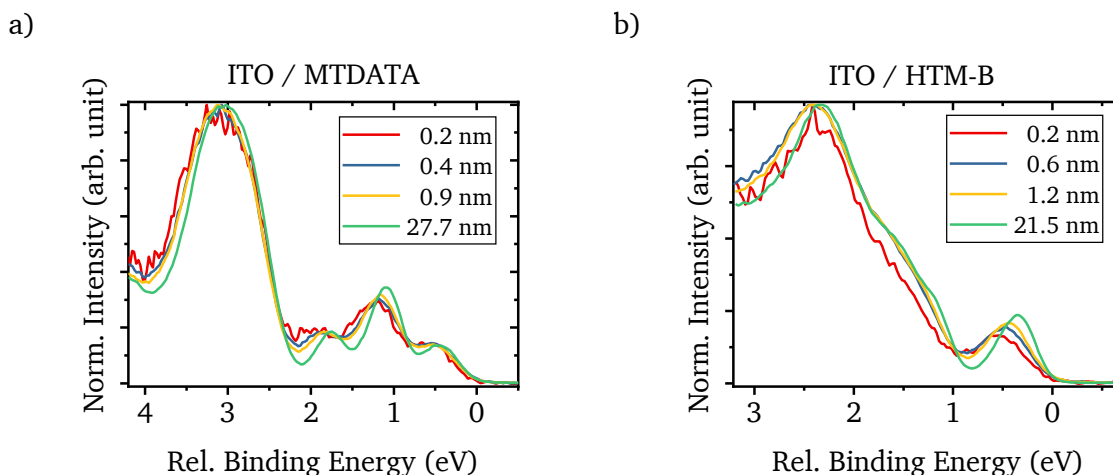 a)
ITO / MTDATA
Norm. Intensity (arb. unit)
0.2 nm
0.4 nm
0.9 nm
27.7 nm
4 3 2 1 0
Rel. Binding Energy (eV)
b)
ITO / HTM-B
Norm. Intensity (arb. unit)
0.2 nm
0.6 nm
1.2 nm
21.5 nm
3 2 1 0
Rel. Binding Energy (eV)